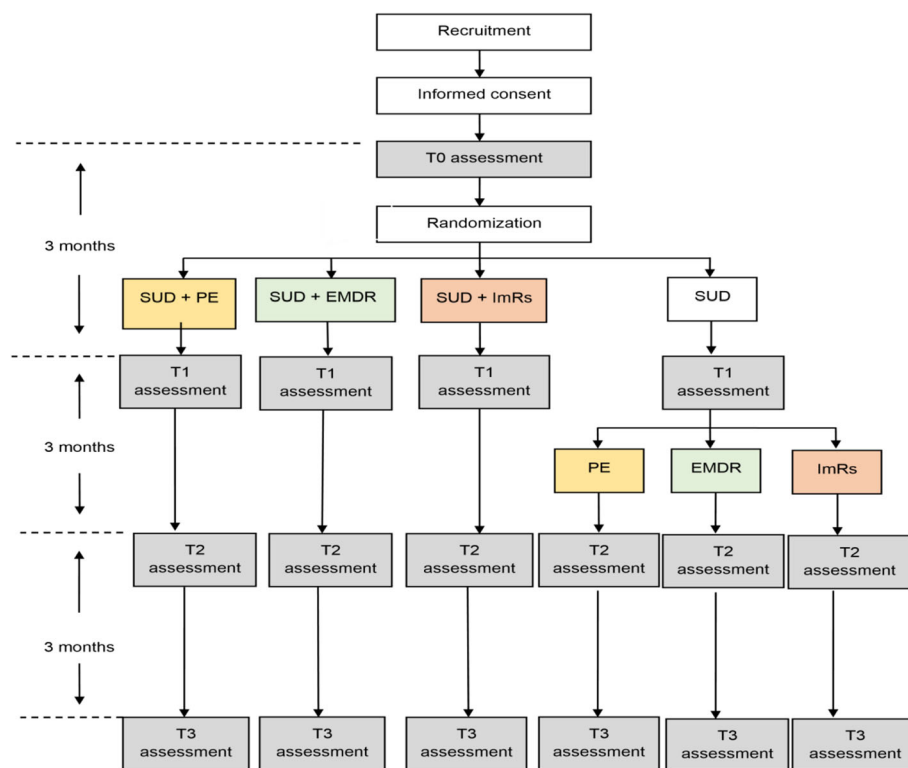 Recruitment
Informed consent
T0 assessment
Randomization
3 months
SUD + PE
SUD + EMDR
SUD + ImRs
SUD
T1
assessment
T1
assessment
T1
assessment
T1
assessment
3 months
PE
EMDR
ImRs
T2
assessment
T2
assessment
T2
assessment
T2
assessment
T2
assessment
T2
assessment
3 months
T3
assessment
T3
assessment
T3
assessment
T3
assessment
T3
assessment
T3
assessment